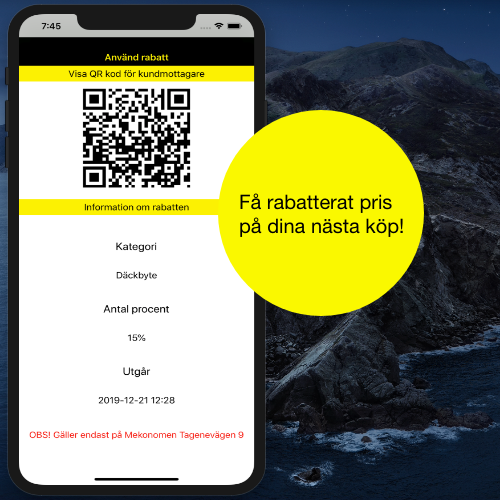 7:45
Använd rabatt
Visa QR kod för kundmottagare
Information om rabatten
Få rabatterat pris
på dina nästa köp!
Kategori
Däckbyte
Antal procent
15%
Utgår
2019-12-21 12:28
OBS! Gäller endast på Mekonomen Tagenevägen 9